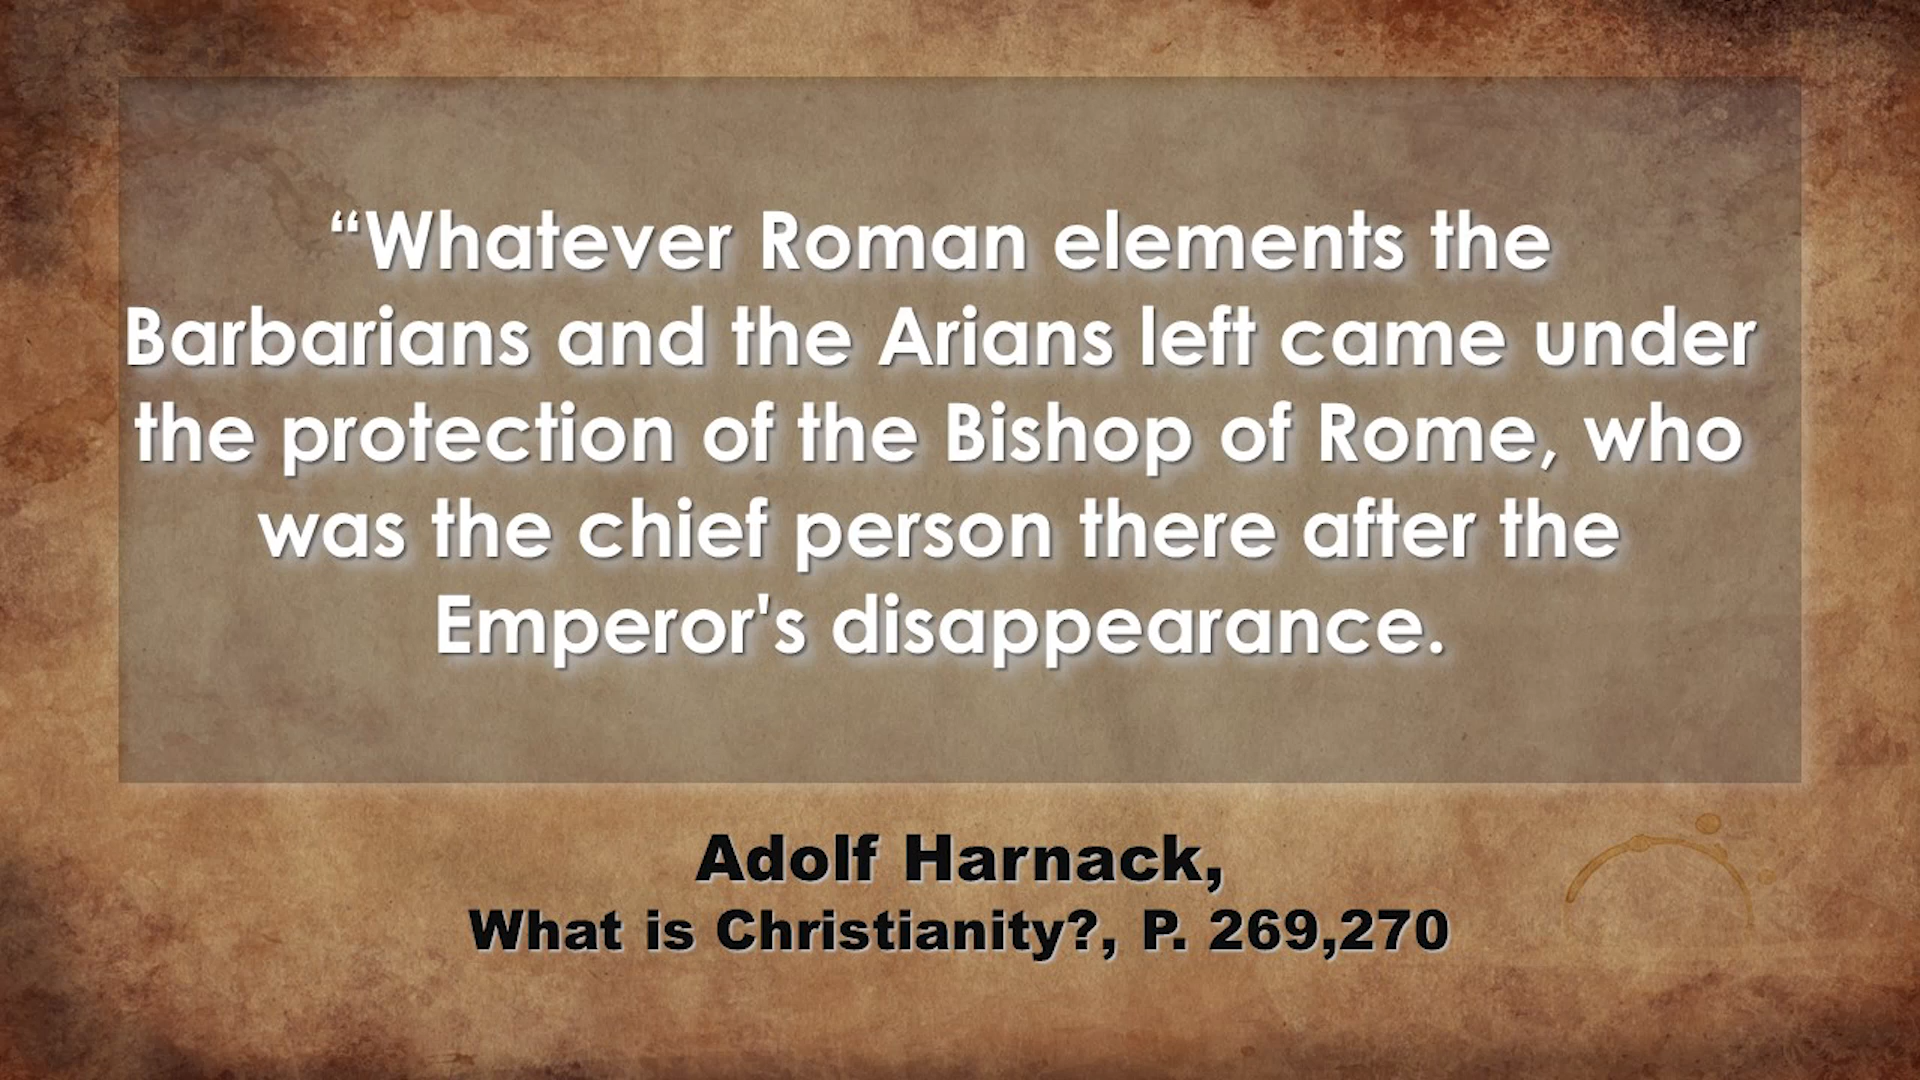 “Whatever Roman elements the
Barbarians and the Arians left came under
the protection of the Bishop of Rome, who
was the chief person there after the
Emperor's disappearance.
Adolf Harnack,
What is Christianity?, P. 269,270